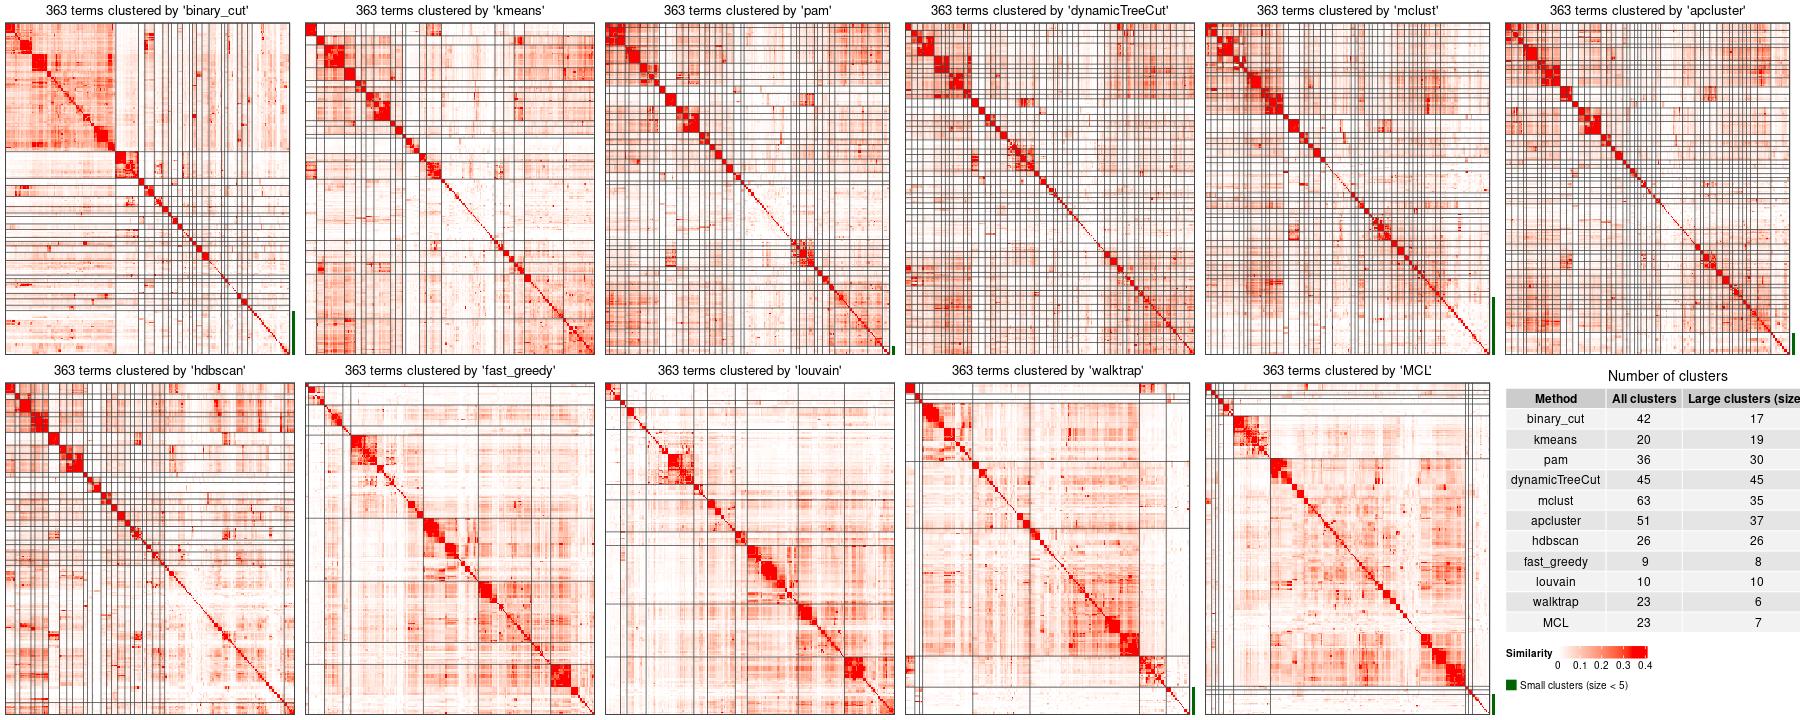 363 terms clustered by 'binary_cut'
363 terms clustered by 'kmeans'
363 terms clustered by 'pam'
363 terms clustered by 'dynamicTreeCut'
363 terms clustered by 'mclust'
363 terms clustered by 'apcluster'
363 terms clustered by 'hdbscan'
363 terms clustered by 'fast_greedy'
363 terms clustered by 'louvain'
363 terms clustered by 'walktrap'
363 terms clustered by 'MCL'
Number of clusters
Method All clusters Large clusters (size
binary_cut 42 17
kmeans 20 19
pam 36 30
dynamicTreeCut 45 45
mclust 63 35
apcluster 51 37
hdbscan 26 26
fast_greedy 9 8
louvain 10 10
walktrap 23 6
MCL 23 7
Similarity
0 0.1 0.2 0.3 0.4
Small clusters (size < 5)